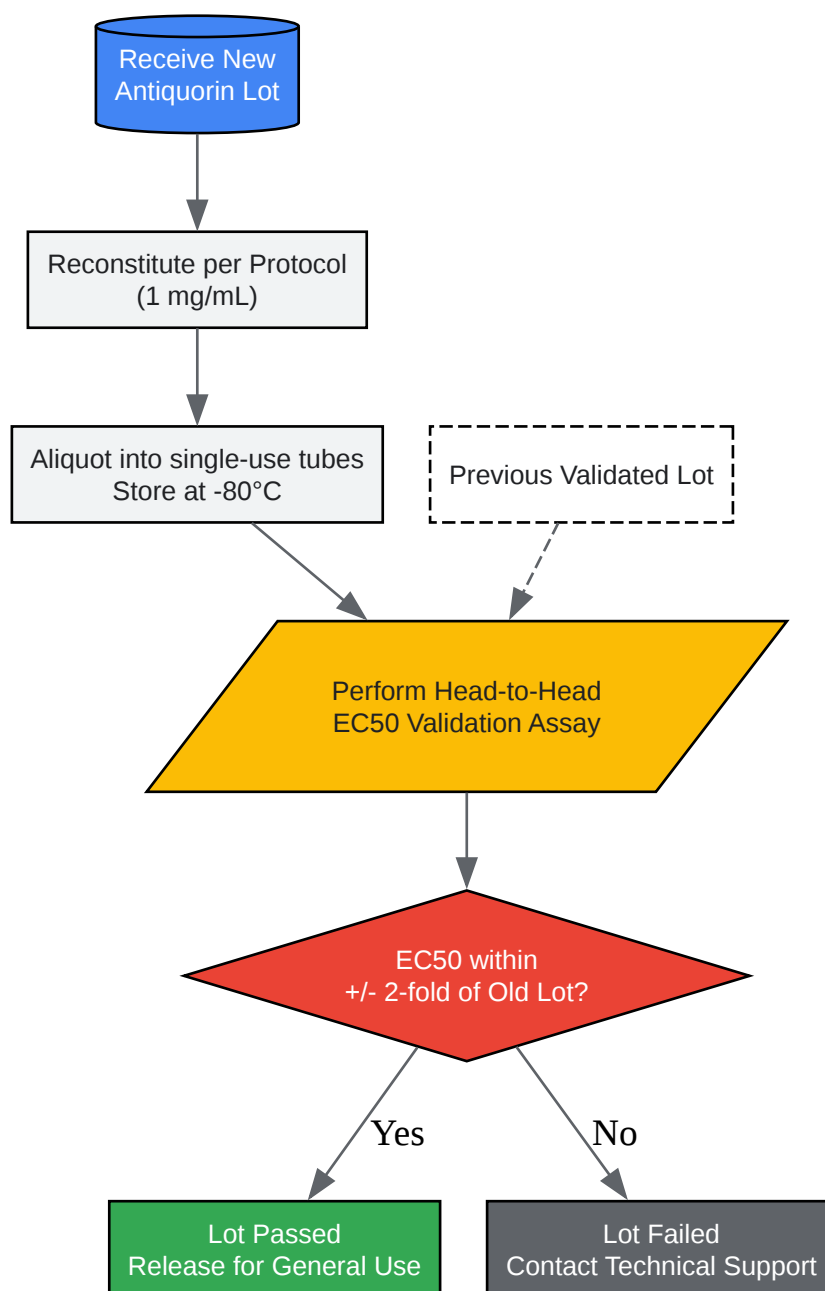 Receive New
Antiquorin Lot
Reconstitute per Protocol
(1 mg/mL)
Aliquot into single-use tubes
Store at -80°C
Previous Validated Lot
Perform Head-to-Head
EC50 Validation Assay
EC50 within
+/- 2-fold of Old Lot?
Yes
No
Lot Passed
Release for General Use
Lot Failed
Contact Technical Support